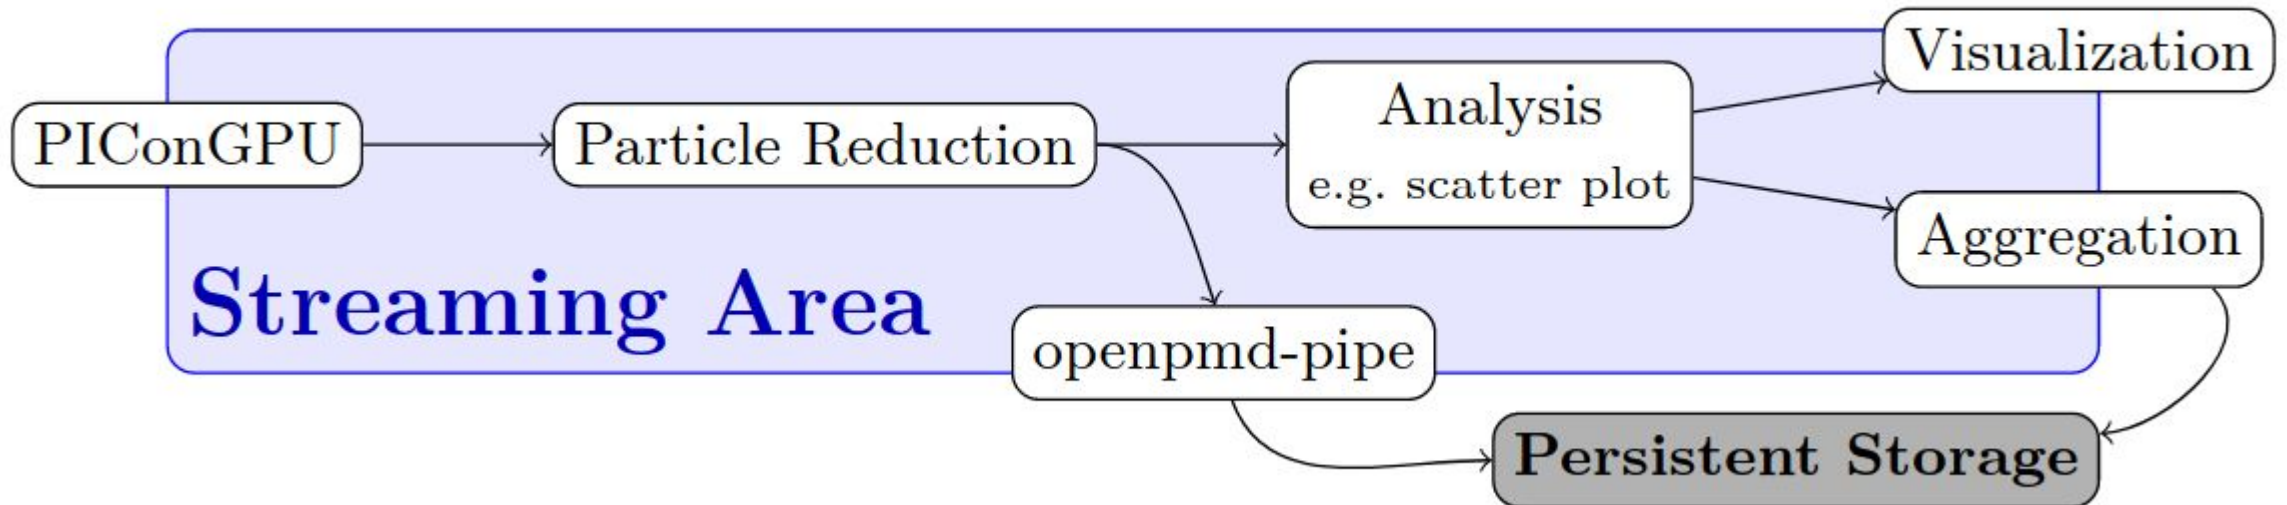 Visualization
Analysis
PIConGPU
Particle Reduction
e.g. scatter plot
Aggregation
Streaming Area
openpmd-pipe
Persistent Storage